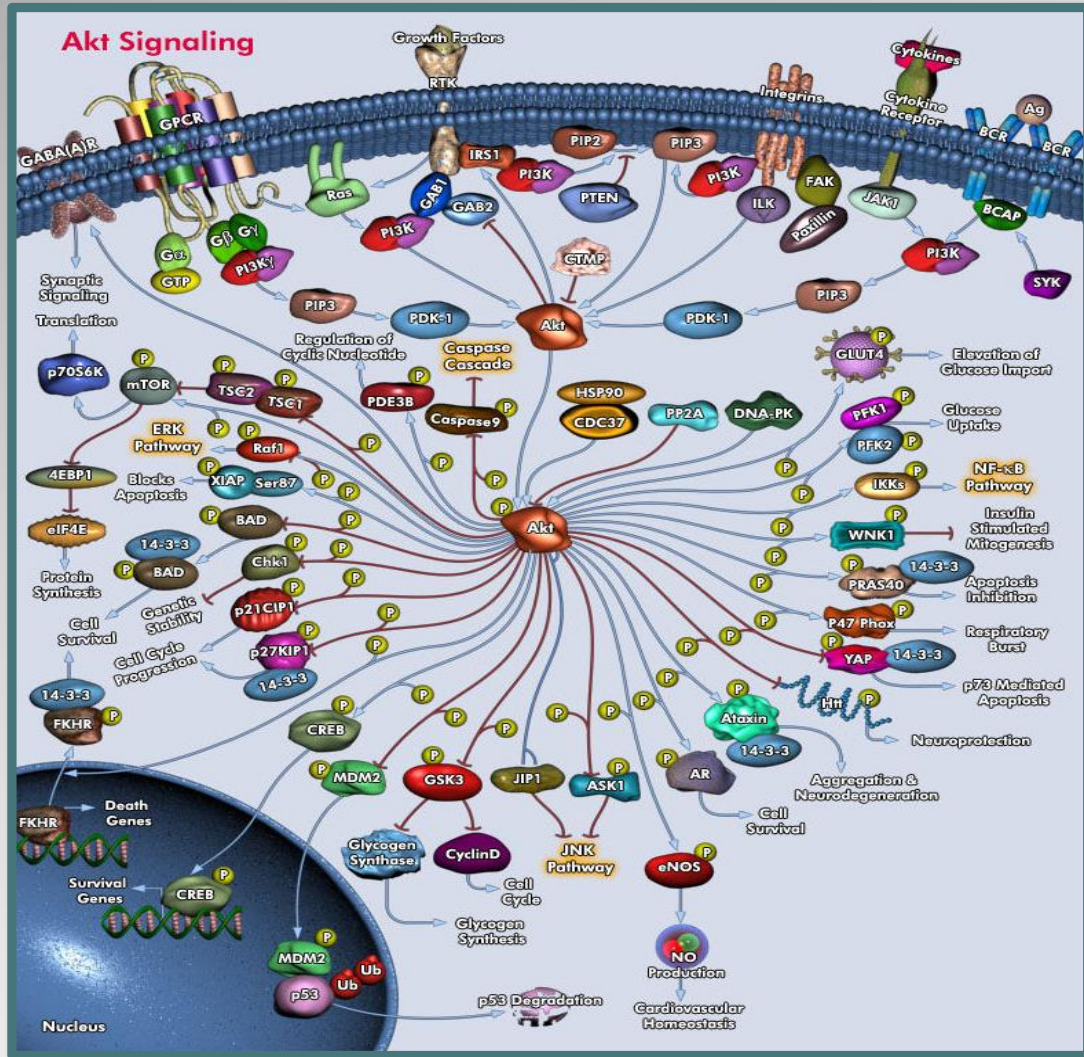 Akt Signaling
Growth Factors
RTK
GPCR
GABA(A)R
Integrins
Cytokines
Cytokine
Receptor
Ag
BCR
BCR
IRS1
PIP2
PIP3
PI3K
PTEN
PI3K
Ras
GAB1
GAB2
PI3K
ILK
FAK
Paxillin
JAK1
BCAP
SYK
PI3K
Gα
GTP
Gβ
Gγ
PI3Kγ
CTMP
PIP3
PDK-1
Akt
PDK-1
PIP3
Synaptic
Signaling
Translation
p70S6K
P
mTOR
P
TSC2
P
TSC1
Regulation of
Cyclic Nucleotide
P
PDE3B
Caspase
Cascade
Caspase9
P
HSP90
CDC37
PP2A
DNA-PK
P
GLUT4
Elevation of
Glucose Import
PFK1
P
PFK2
P
Glucose
Uptake
ERK
Pathway
P
P
Raf1
P
P
P
P
P
P
4EBP1
Blocks
Apoptosis
P
XIAP
Ser87
P
P
IKKs
NF-κB
Pathway
eIF4E
P
BAD
P
Akt
P
P
WNK1
Insulin
Stimulated
Mitogenesis
14-3-3
P
BAD
Chk1
P
P
P
P
PRAS40
14-3-3
Apoptosis
Inhibition
Protein
Synthesis
Genetic
Stability
p21CIP1
P
P
P
P47 Phox
P
Respiratory
Burst
Cell
Survival
Cell Cycle
Progression
p27KIP1
P
14-3-3
P
P
P
P
P
YAP
14-3-3
p73 Mediated
Apoptosis
14-3-3
FKHR
P
P
CREB
P
P
P
P
P
P
Ataxin
14-3-3
Htt
P
Neuroprotection
P
MDM2
P
GSK3
JIP1
P
ASK1
P
AR
Aggregation &
Neurodegeneration
Cell
Survival
FKHR
Death
Genes
Glycogen
Synthase
CyclinD
JNK
Pathway
eNOS
P
Survival
Genes
P
CREB
Cell
Cycle
Glycogen
Synthesis
P
MDM2
p53
Ub
Ub
p53 Degradation
NO
Production
Cardiovascular
Homeostasis
Nucleus